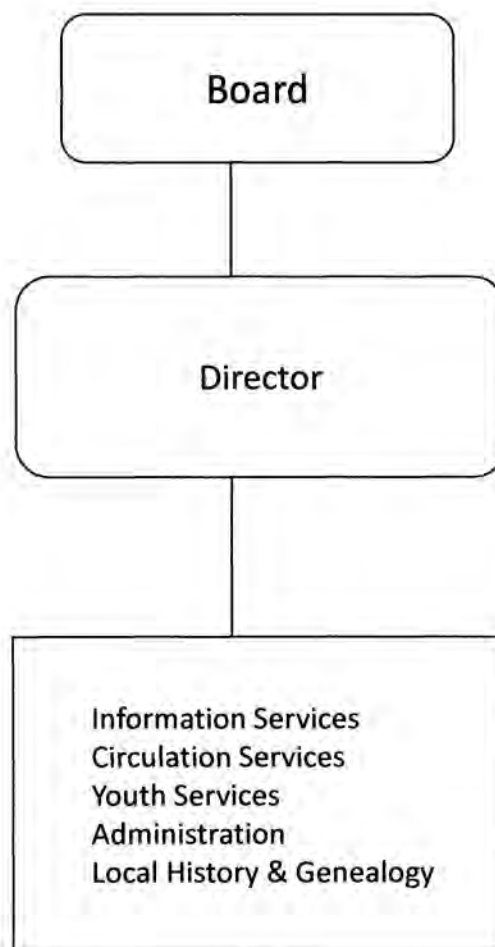 Board
Director
Information Services
Circulation Services
Youth Services
Administration
Local History & Genealogy